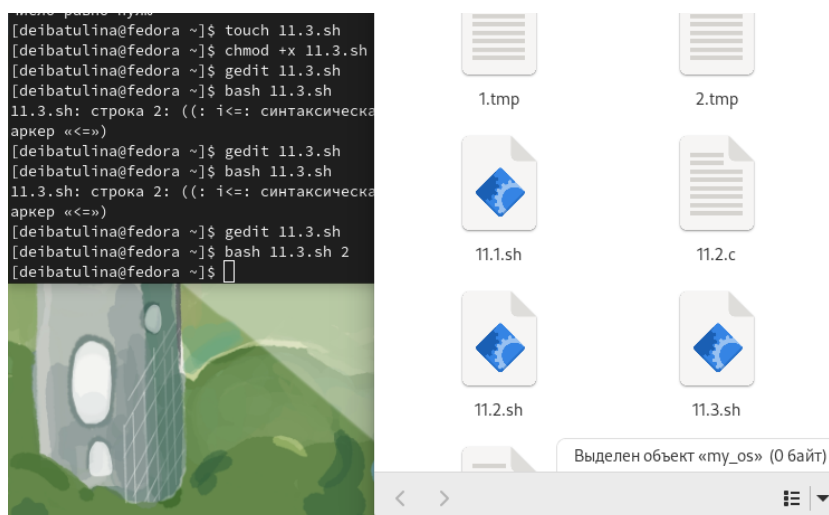 [deibatulina@fedora ~]$ touch 11.3.sh
[deibatulina@fedora ~]$ chmod +x 11.3.sh
[deibatulina@fedora ~]$ gedit 11.3.sh
[deibatulina@fedora ~]$ bash 11.3.sh
11.3.sh: строка 2: ((: i<=: синтаксическа
аркер «<=»)
[deibatulina@fedora ~]$ gedit 11.3.sh
[deibatulina@fedora ~]$ bash 11.3.sh
11.3.sh: строка 2: ((: i<=: синтаксическа
аркер «<=»)
[deibatulina@fedora ~]$ gedit 11.3.sh
[deibatulina@fedora ~]$ bash 11.3.sh 2
[deibatulina@fedora ~]$
1.tmp
2.tmp
11.1.sh
11.2.c
11.2.sh
11.3.sh
Выделен объект «my_os» (0 байт)